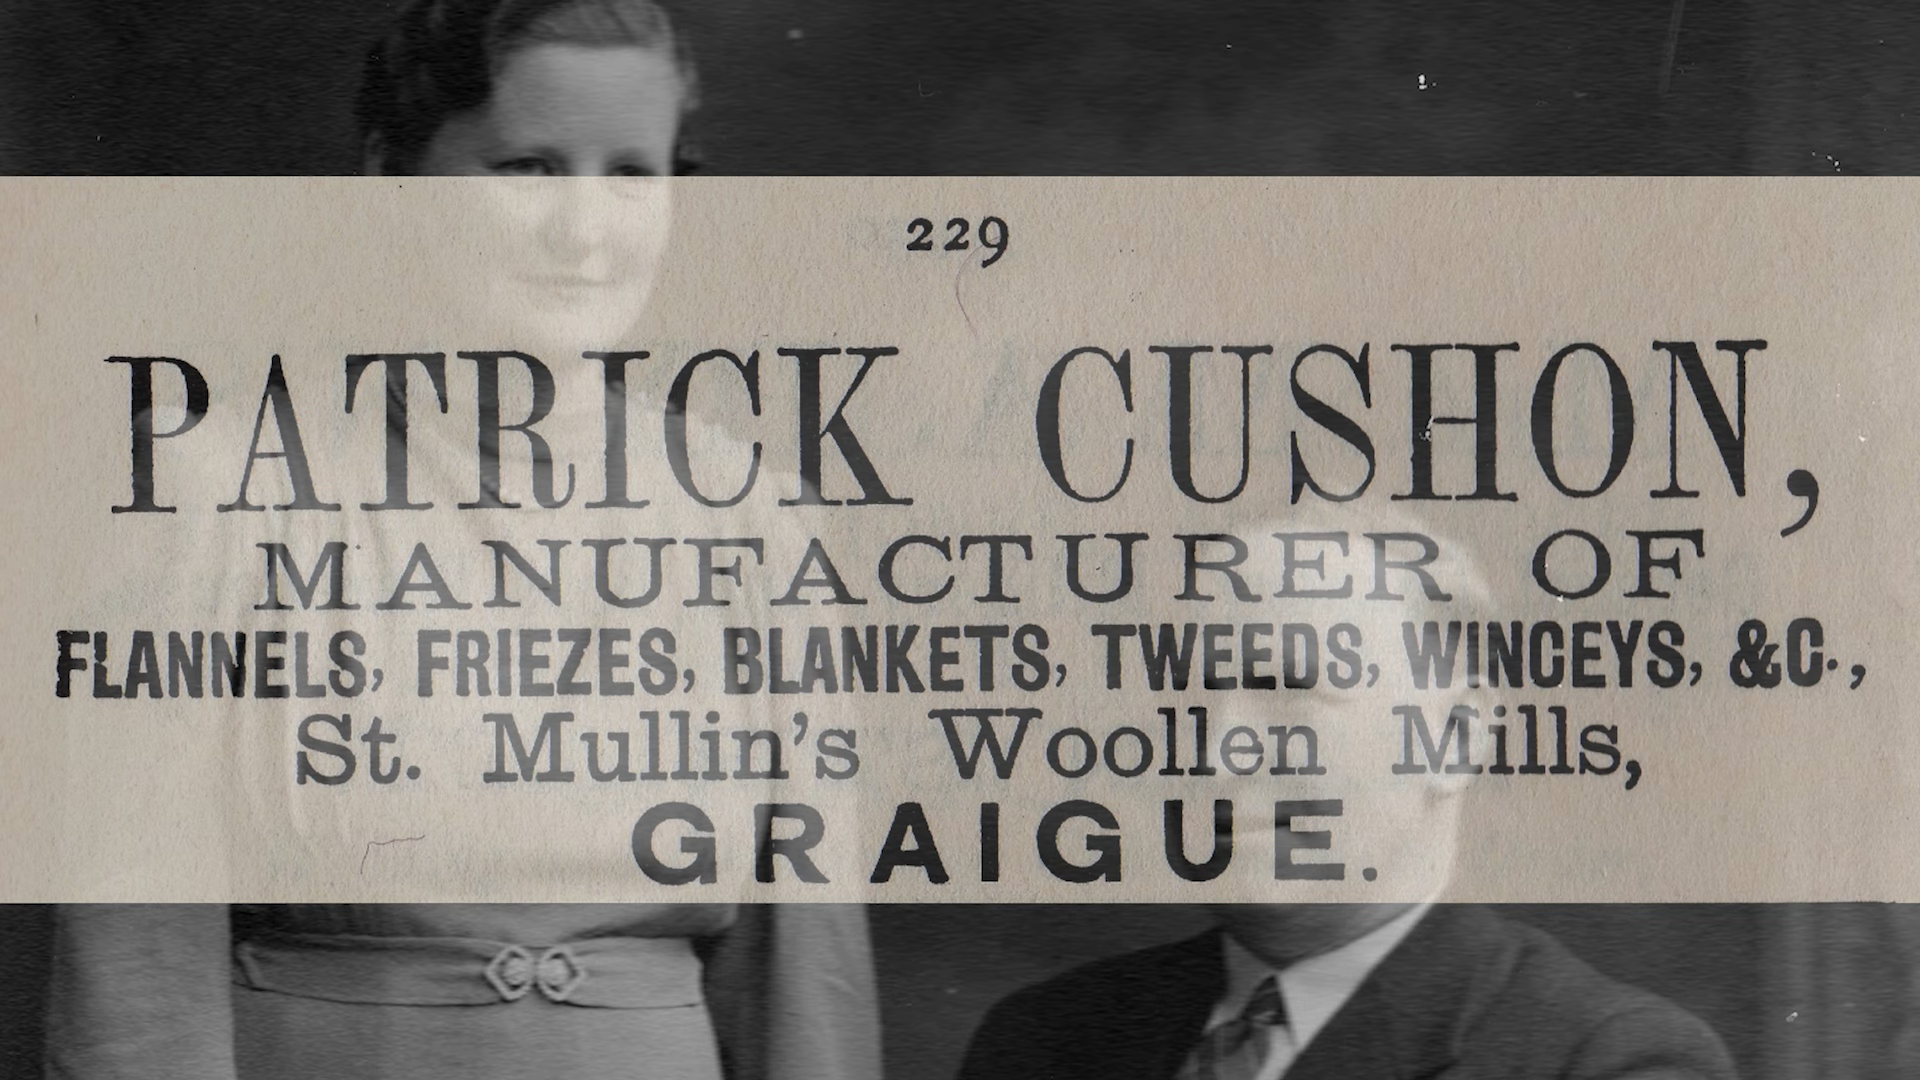 229
PATRICK CUSHON,
MANUFACTURER OF
FLANNELS, FRIEZES, BLANKETS, TWEEDS, WINCEYS, &C.,
St. Mullin's Woollen Mills,
GRAIGUE.